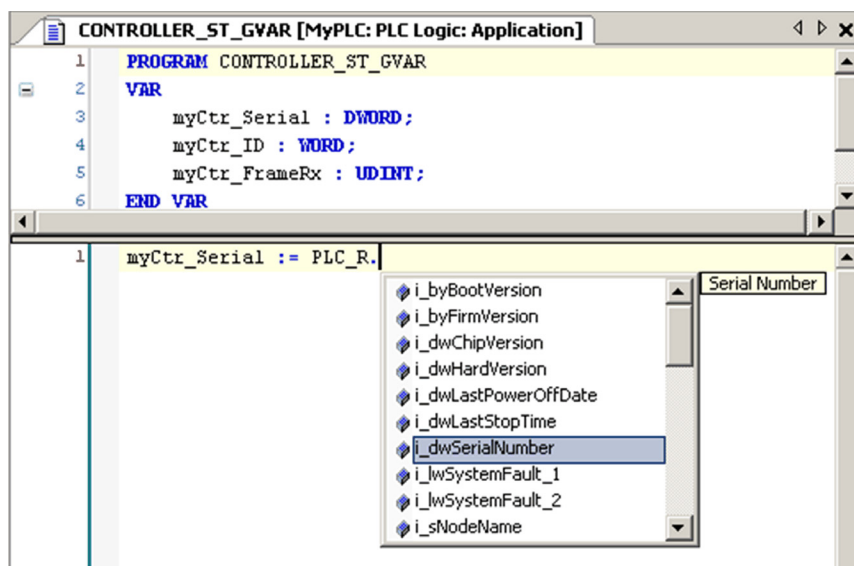 CONTROLLER_ST_GVAR [MyPLC: PLC Logic: Application]
1 PROGRAM CONTROLLER_ST_GVAR
2 VAR
3 myCtr_Serial : DWORD;
4 myCtr_ID : WORD;
5 myCtr_FrameRx : UDINT;
6 END_VAR
1 myCtr_Serial := PLC_R.
i_byBootVersion
i_byFirmVersion
i_dwChipVersion
i_dwHardVersion
i_dwLastPowerOffDate
i_dwLastStopTime
i_dwSerialNumber
i_lwSystemFault_1
i_lwSystemFault_2
i_sNodeName
Serial Number